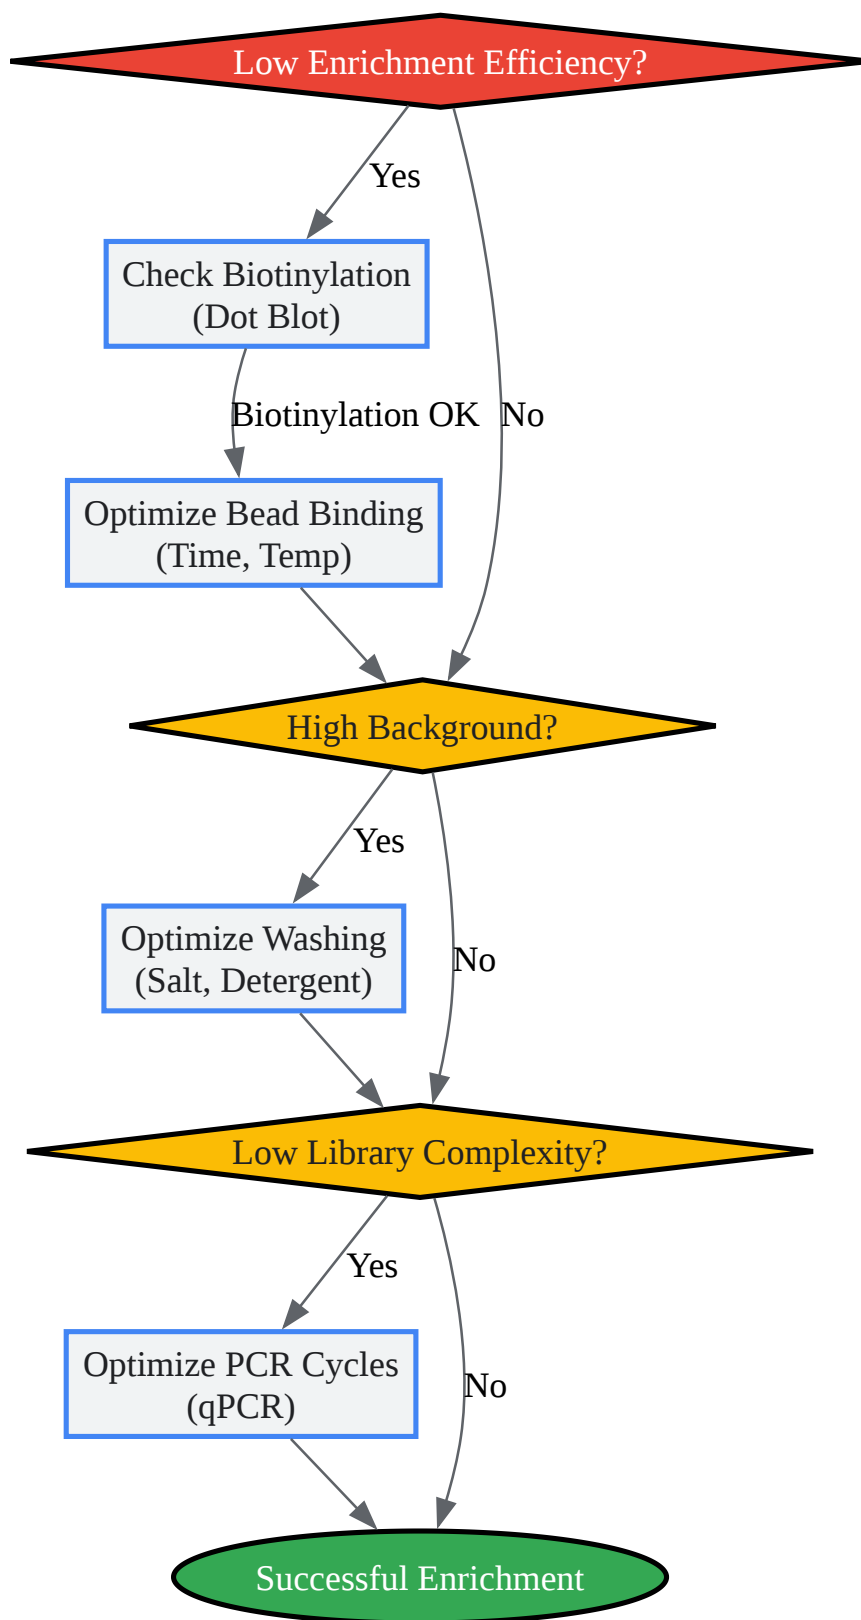 Low Enrichment Efficiency?
Yes
Check Biotinylation
(Dot Blot)
Biotinylation OK
No
Optimize Bead Binding
(Time, Temp)
High Background?
Yes
Optimize Washing
(Salt, Detergent)
No
Low Library Complexity?
Yes
Optimize PCR Cycles
(qPCR)
No
Successful Enrichment